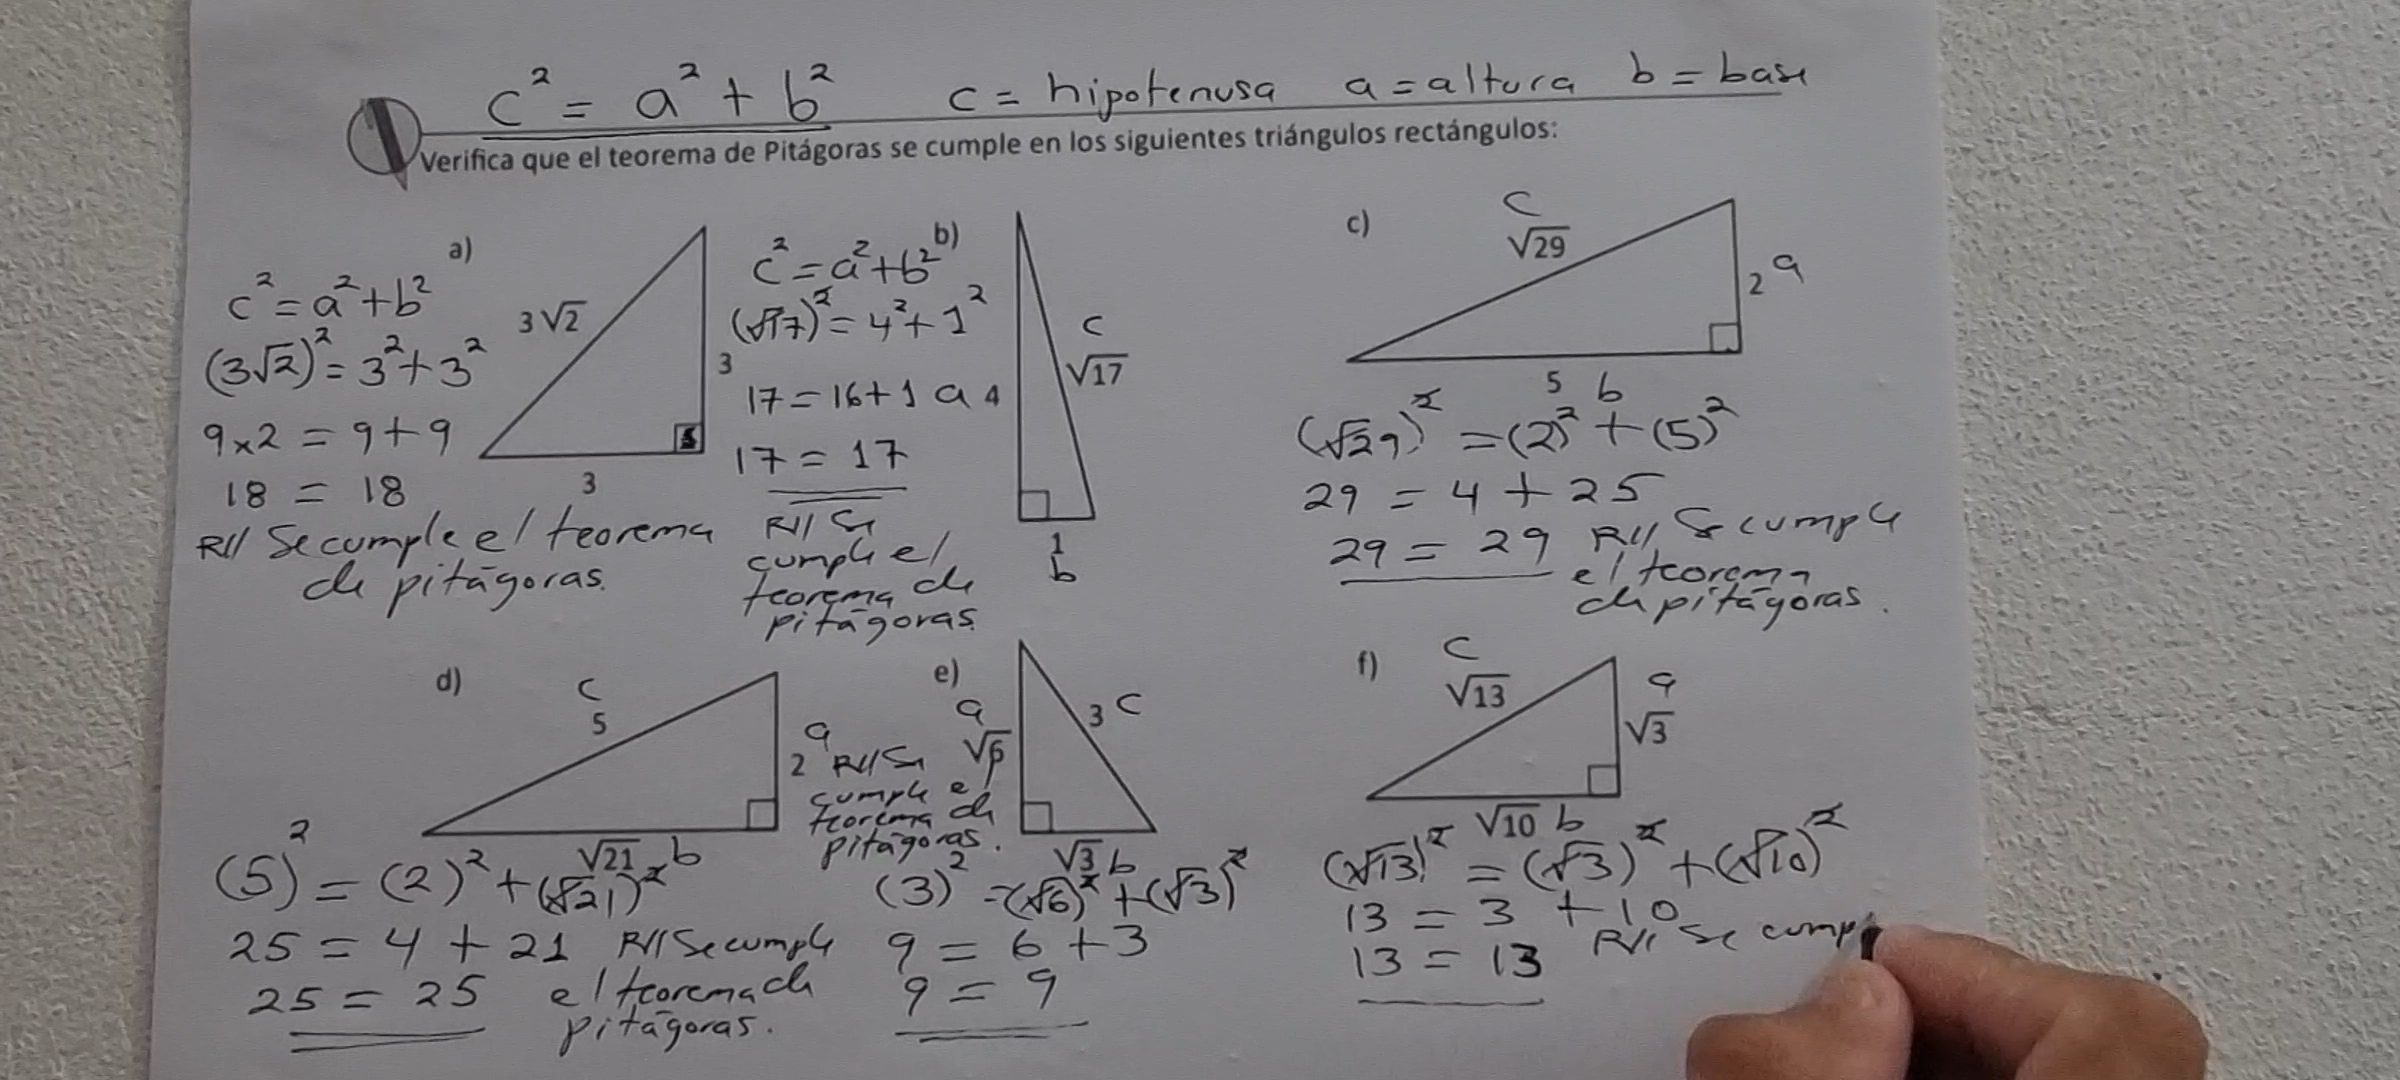 c² = a² + b² c = hipotenusa a = altura b = base
Verifica que el teorema de Pitágoras se cumple en los siguientes triángulos rectángulos:
a)
c² = a² + b²
(3√2)² = 3² + 3²
9 x 2 = 9 + 9
18 = 18
R// Se cumple el teorema
de pitágoras.
3√2
3
3
b)
c² = a² + b²
(√17)² = 4² + 1²
17 = 16 + 1
17 = 17
R// Se
cumple el
teorema de
pitágoras.
c
√17
a 4
1
b
c)
c
√29
2 a
5 b
(√29)² = (2)² + (5)²
29 = 4 + 25
29 = 29
R// Se cumple
el teorema
de pitágoras.
d)
c
5
a
2
√21 b
(5)² = (2)² + (√21)²
25 = 4 + 21
25 = 25
R// Se cumple
el teorema de
pitágoras.
e)
a
√6
3 c
√3 b
R// Se
cumple el
teorema de
pitágoras.
(3)² = (√6)² + (√3)²
9 = 6 + 3
9 = 9
f)
c
√13
a
√3
√10 b
(√13)² = (√3)² + (√10)²
13 = 3 + 10
13 = 13
R// Se cump